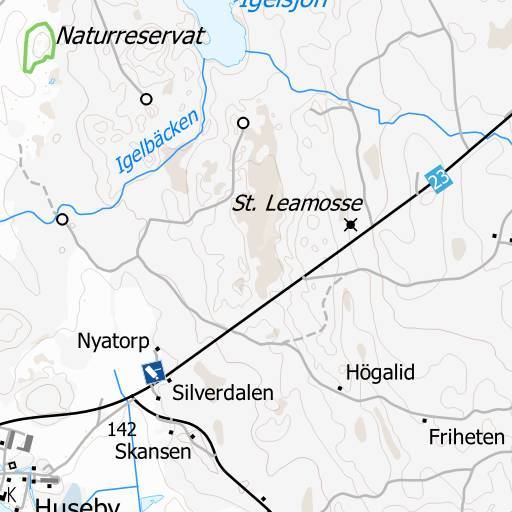 Igelsjön
Naturreservat
Igelbäcken
23
St. Leamosse
Nyatorp
Högalid
Silverdalen
142
Skansen
Friheten
K
Huseby